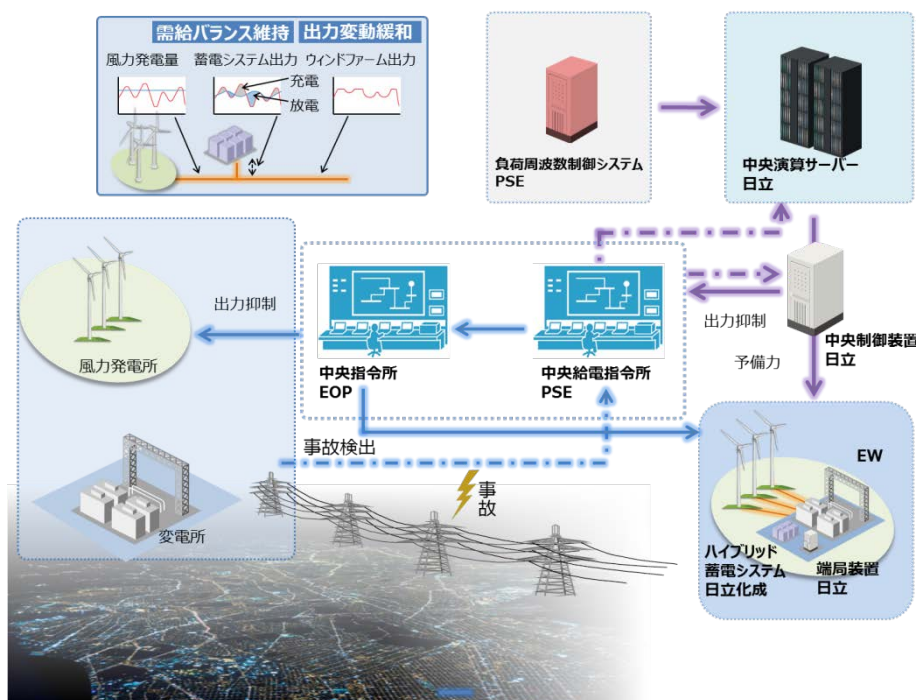 需給バランス維持 出力変動緩和
風力発電量 蓄電システム出力 ウィンドファーム出力
充電
放電
負荷周波数制御システム
PSE
中央演算サーバー
日立
出力抑制
風力発電所
中央指令所
EOP
中央給電指令所
PSE
出力抑制
予備力
中央制御装置
日立
事故検出
事故
変電所
EW
ハイブリッド
蓄電システム
日立化成
端局装置
日立